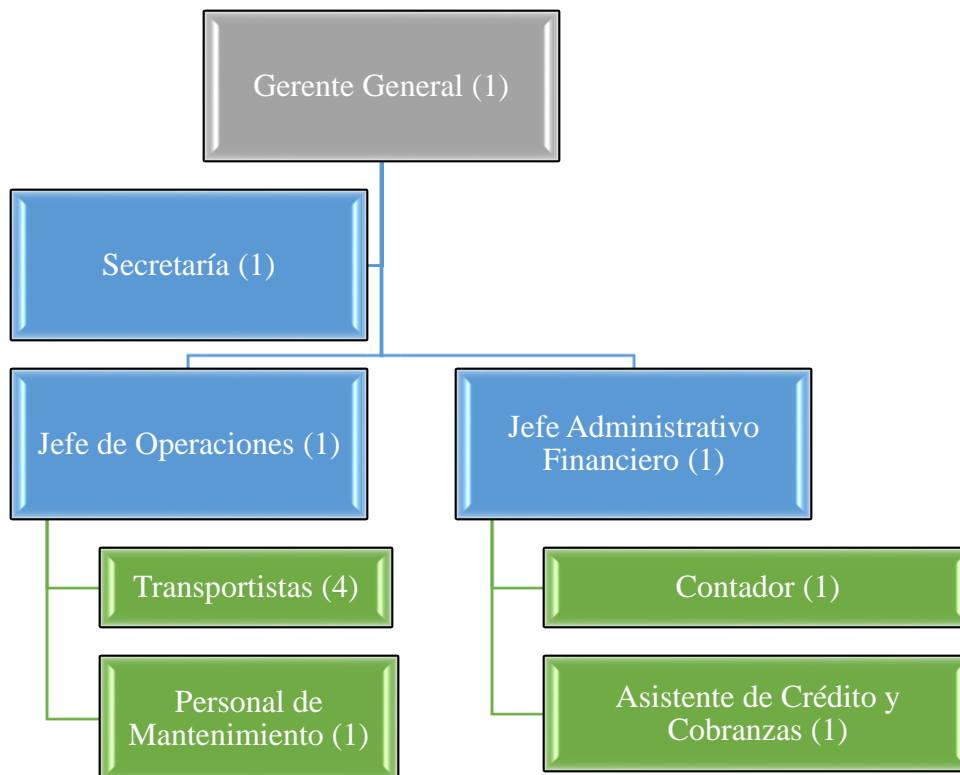 Gerente General (1)
Secretaría (1)
Jefe de Operaciones (1)
Jefe Administrativo
Financiero (1)
Transportistas (4)
Personal de
Mantenimiento (1)
Contador (1)
Asistente de Crédito y
Cobranzas (1)